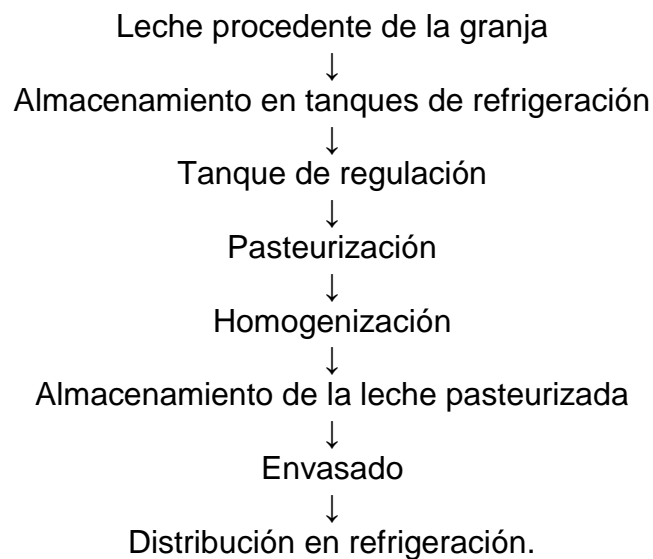 Leche procedente de la granja
↓
Almacenamiento en tanques de refrigeración
↓
Tanque de regulación
↓
Pasteurización
↓
Homogenización
↓
Almacenamiento de la leche pasteurizada
↓
Envasado
↓
Distribución en refrigeración.